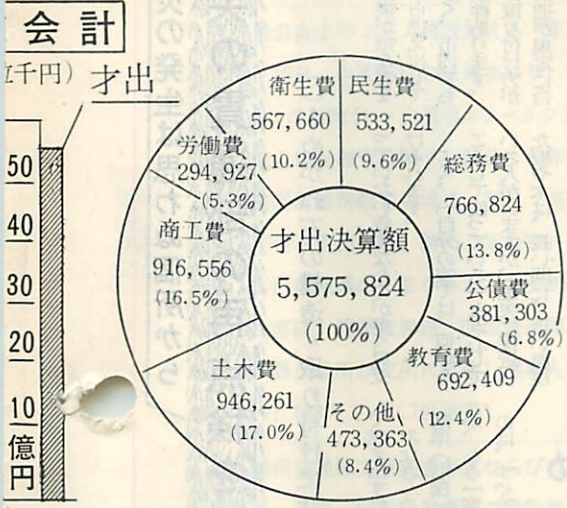 会計
千円)
才出
50
40
30
20
10
億
円
衛生費
567,660
(10.2%)
民生費
533,521
(9.6%)
総務費
766,824
(13.8%)
公債費
381,303
(6.8%)
教育費
692,409
(12.4%)
その他
473,363
(8.4%)
土木費
946,261
(17.0%)
商工費
916,556
(16.5%)
労働費
294,927
(5.3%)
才出決算額
5,575,824
(100%)